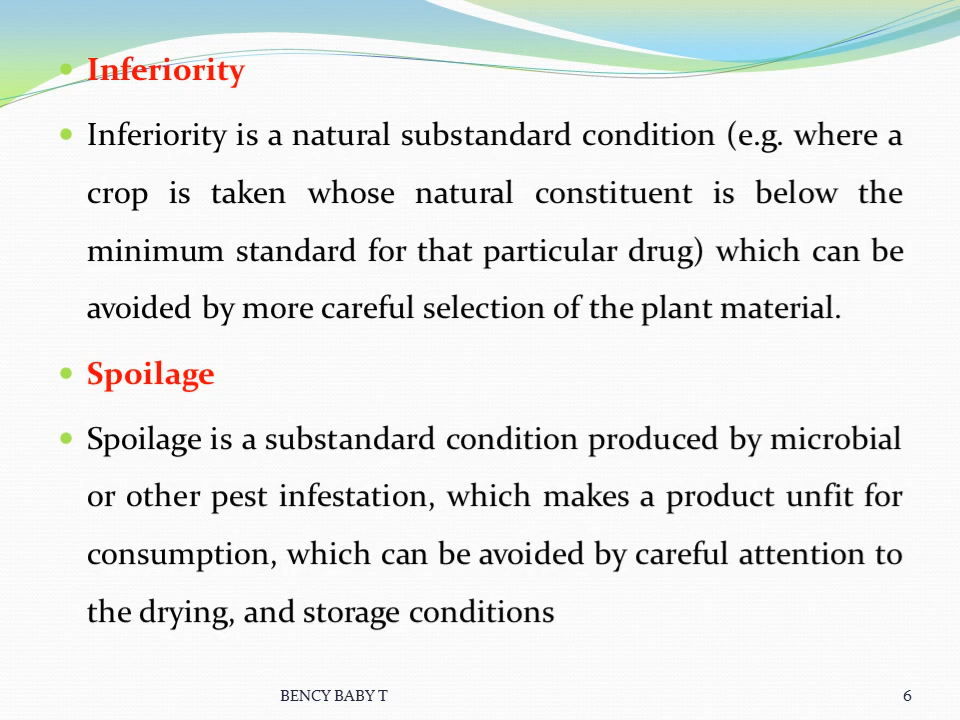 Inferiority
Inferiority is a natural substandard condition (e.g. where a
crop is taken whose natural constituent is below the
minimum standard for that particular drug) which can be
avoided by more careful selection of the plant material.
Spoilage
Spoilage is a substandard condition produced by microbial
or other pest infestation, which makes a product unfit for
consumption, which can be avoided by careful attention to
the drying, and storage conditions
BENCY BABY T
6